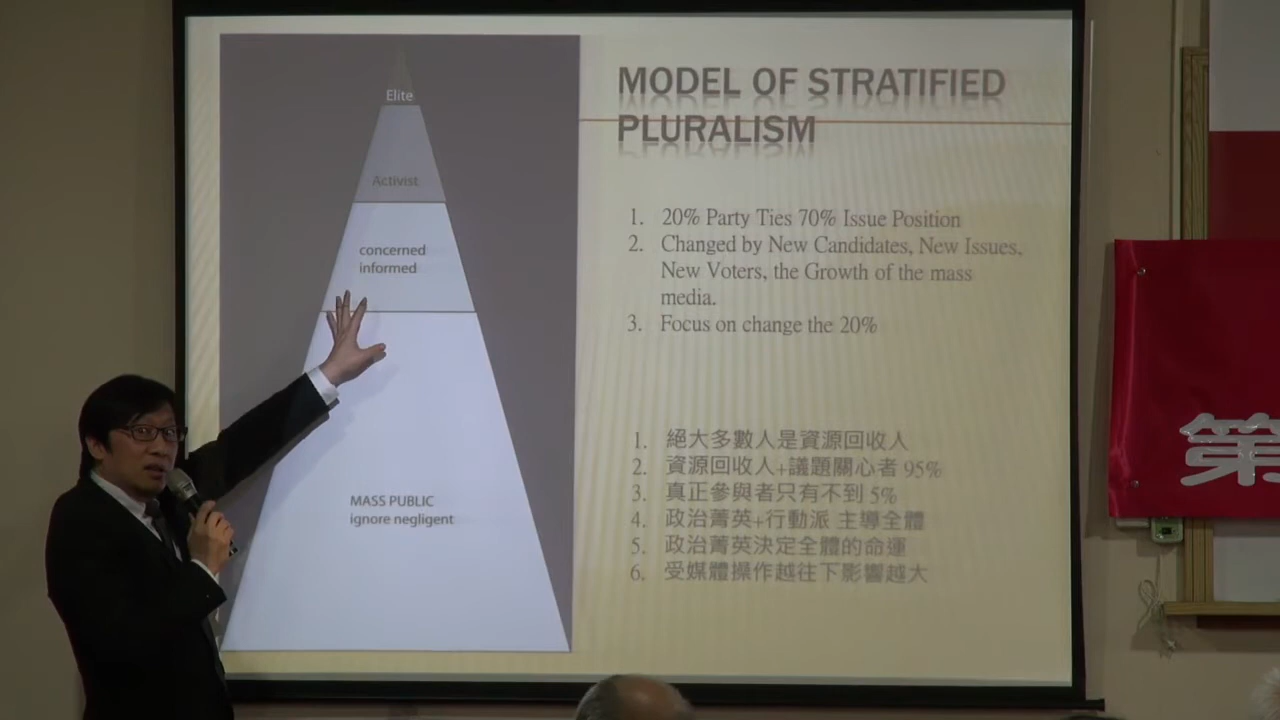 Elite
Activist
concerned
informed
MASS PUBLIC
ignore negligent
MODEL OF STRATIFIED
PLURALISM
1. 20% Party Ties 70% Issue Position
2. Changed by New Candidates, New Issues,
New Voters, the Growth of the mass
media.
3. Focus on change the 20%
1. 絕大多數人是資源回收人
2. 資源回收人+議題關心者 95%
3. 真正參與者只有不到 5%
4. 政治菁英+行動派 主導全體
5. 政治菁英決定全體的命運
6. 受媒體操作越往下影響越大
第